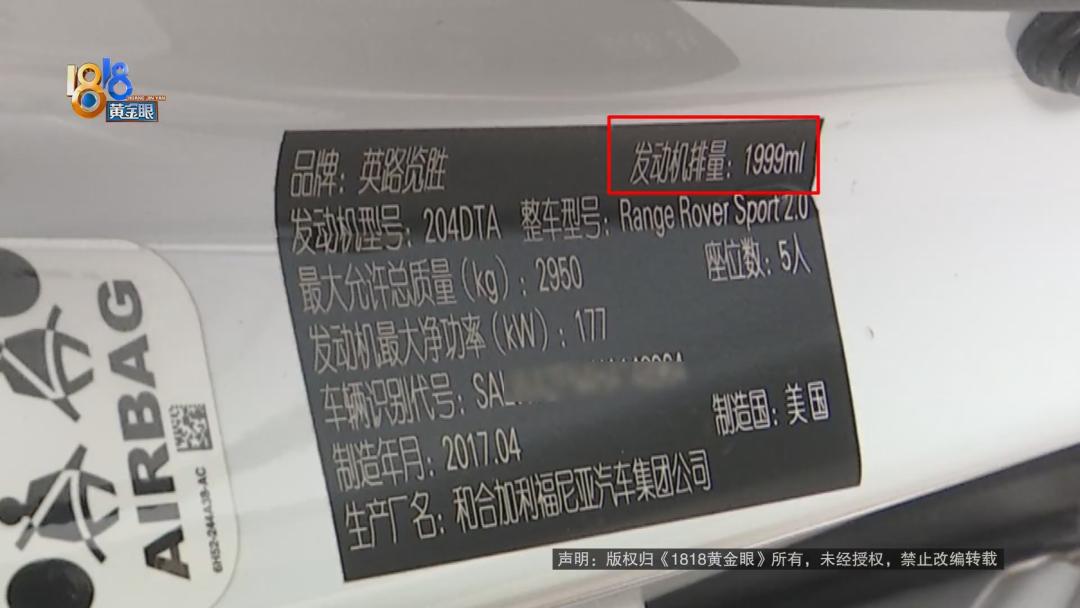 1818
HUANG JIN YAN
黄金眼
品牌：英路览胜 发动机排量：1999ml
发动机型号：204DTA 整车型号：Range Rover Sport 2.0
最大允许总质量（kg）：2950 座位数：5人
发动机最大净功率（kW）：177
车辆识别代号：SAL
制造年月：2017.04 制造国：美国
生产厂名：和合加利福尼亚汽车集团公司
AIRBAG
声明：版权归《1818黄金眼》所有，未经授权，禁止改编转载